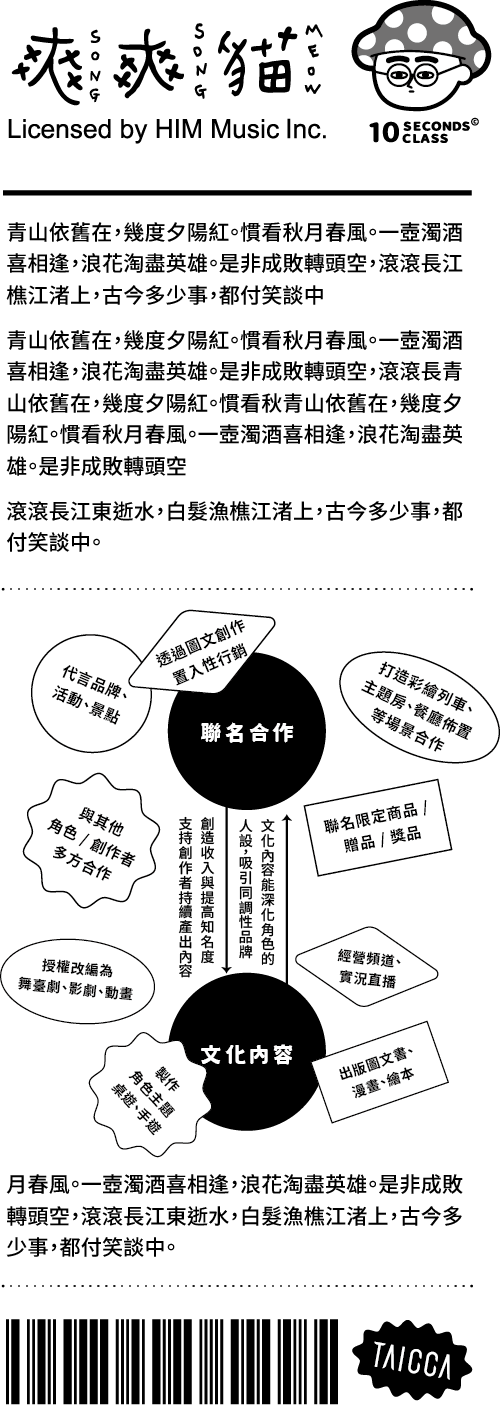 爽爽貓
SONG
SONG
MEOW
Licensed by HIM Music Inc.
10 SECONDS©
CLASS
青山依舊在，幾度夕陽紅。慣看秋月春風。一壺濁酒
喜相逢，浪花淘盡英雄。是非成敗轉頭空，滾滾長江
樵江渚上，古今多少事，都付笑談中
青山依舊在，幾度夕陽紅。慣看秋月春風。一壺濁酒
喜相逢，浪花淘盡英雄。是非成敗轉頭空，滾滾長青
山依舊在，幾度夕陽紅。慣看秋青山依舊在，幾度夕
陽紅。慣看秋月春風。一壺濁酒喜相逢，浪花淘盡英
雄。是非成敗轉頭空
滾滾長江東逝水，白髮漁樵江渚上，古今多少事，都
付笑談中。
透過圖文創作
置入性行銷
代言品牌、
活動、景點
打造彩繪列車、
主題房、餐廳佈置
等場景合作
聯名合作
與其他
角色 / 創作者
多方合作
聯名限定商品 /
贈品 / 獎品
創造收入與提高知名度
支持創作者持續產出內容
文化內容能深化角色的
人設，吸引同調性品牌
授權改編為
舞臺劇、影劇、動畫
經營頻道、
實況直播
文化內容
製作
角色主題
桌遊、手遊
出版圖文書、
漫畫、繪本
月春風。一壺濁酒喜相逢，浪花淘盡英雄。是非成敗
轉頭空，滾滾長江東逝水，白髮漁樵江渚上，古今多
少事，都付笑談中。
TAICCA